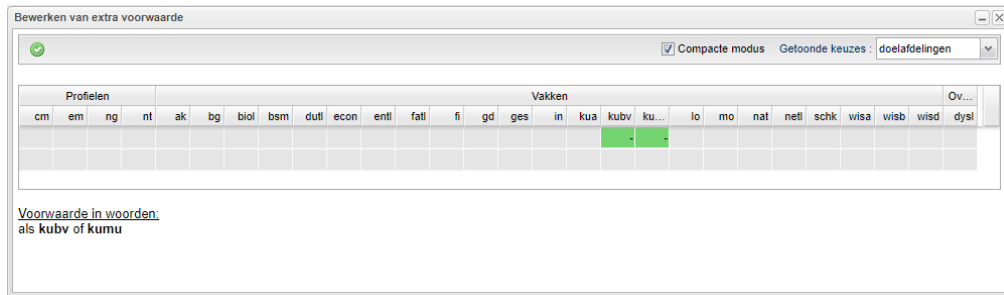 Bewerken van extra voorwaarde
Compacte modus Getoonde keuzes : doelafdelingen
Profielen Vakken Ov...
cm em ng nt ak bg biol bsm dutl econ entl fatl fi gd ges in kua kubv ku... lo mo nat netl schk wisa wisb wisd dysl
- -
Voorwaarde in woorden:
als kubv of kumu